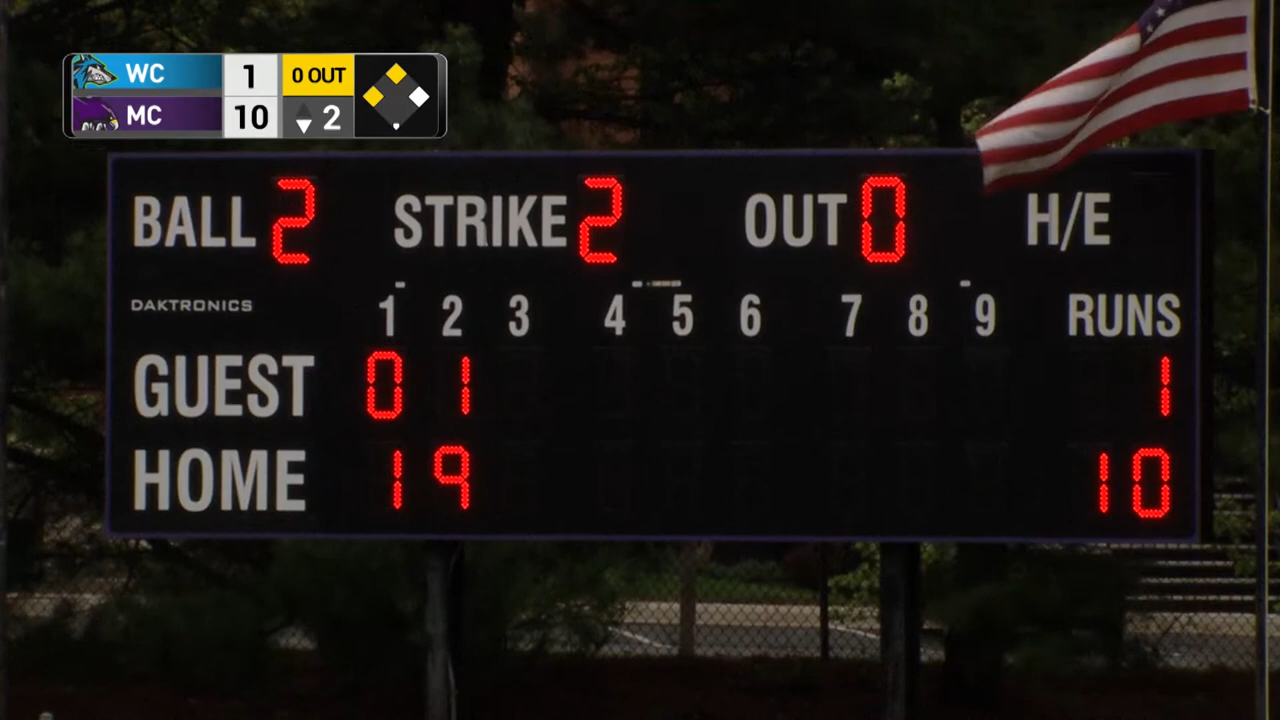 WC 1 0 OUT
MC 10 2
BALL 2 STRIKE 2 OUT 0 H/E
DAKTRONICS 1 2 3 4 5 6 7 8 9 RUNS
GUEST 0 1 1
HOME 1 9 10